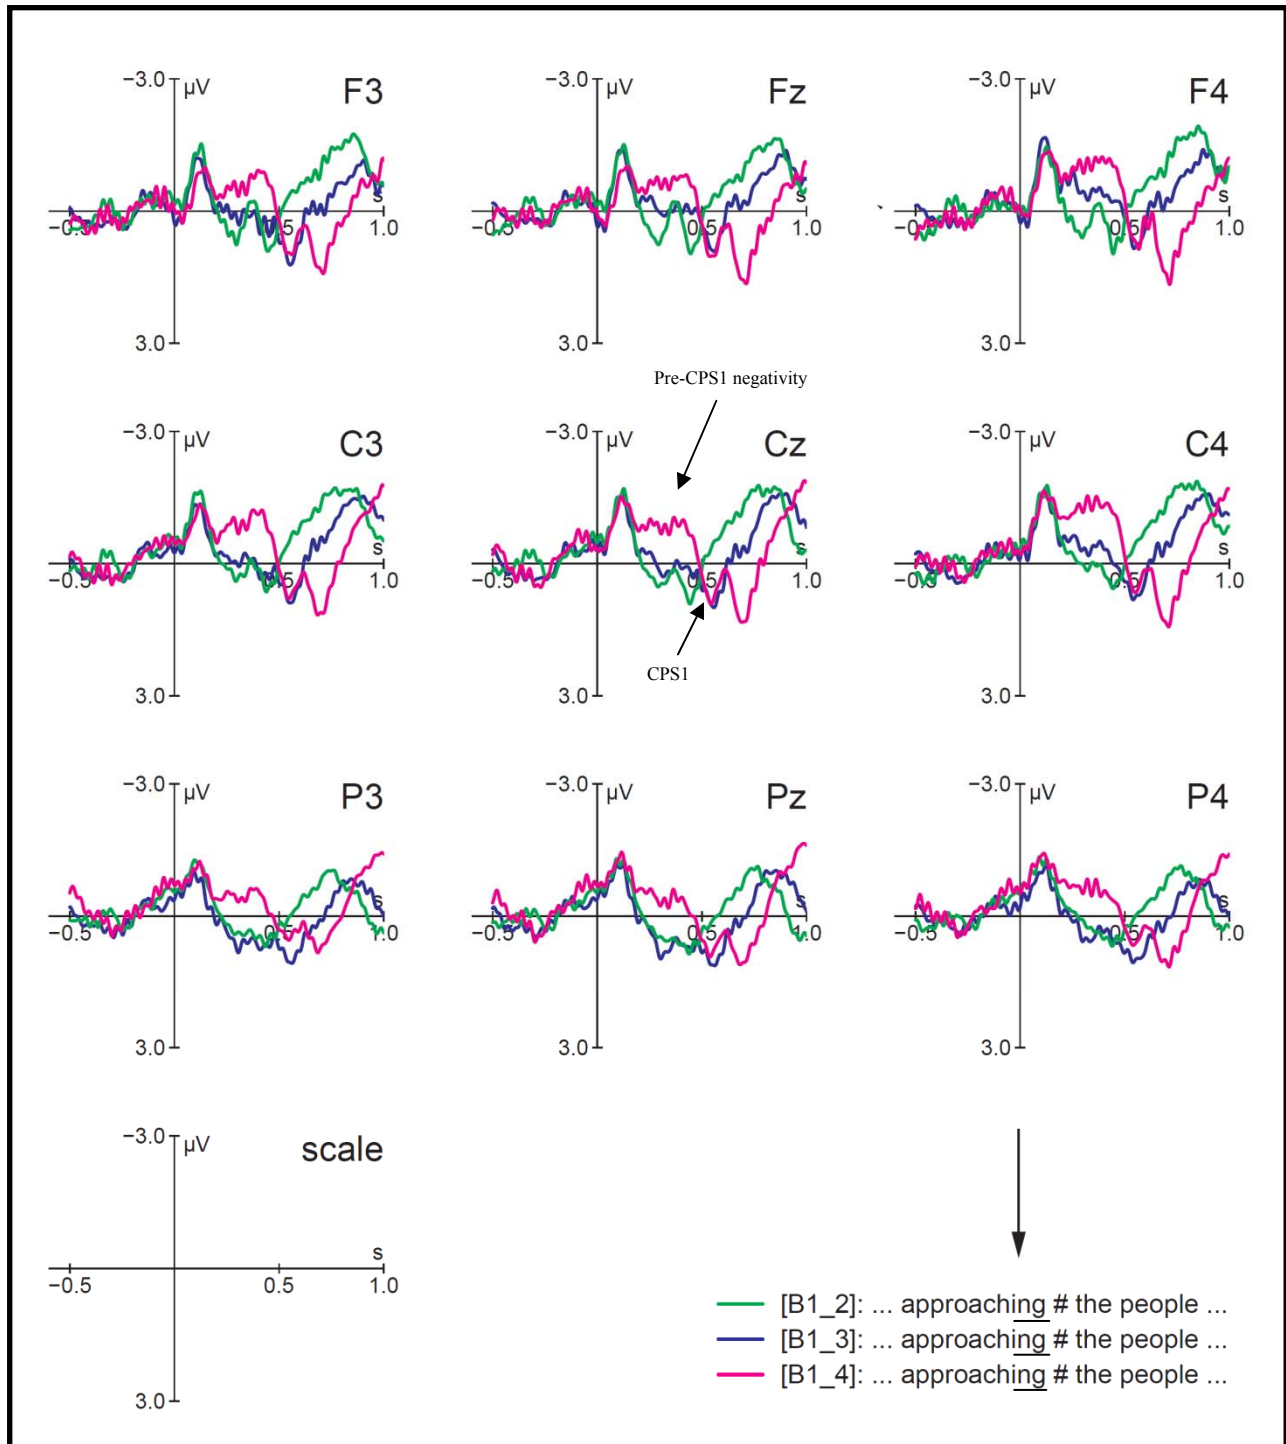 −3.0 µV F3
−3.0 µV Fz
−3.0 µV F4
s
−0.5 0.5 1.0
s
−0.5 0.5 1.0
s
−0.5 0.5 1.0
3.0
3.0
3.0
Pre-CPS1 negativity
−3.0 µV C3
−3.0 µV Cz
−3.0 µV C4
s
−0.5 0.5 1.0
s
−0.5 0.5 1.0
s
−0.5 0.5 1.0
CPS1
3.0
3.0
3.0
−3.0 µV P3
−3.0 µV Pz
−3.0 µV P4
s
−0.5 0.5 1.0
s
−0.5 0.5 1.0
s
−0.5 0.5 1.0
3.0
3.0
3.0
−3.0 µV scale
s
−0.5 0.5 1.0
3.0
[B1_2]: ... approaching # the people ...
[B1_3]: ... approaching # the people ...
[B1_4]: ... approaching # the people ...